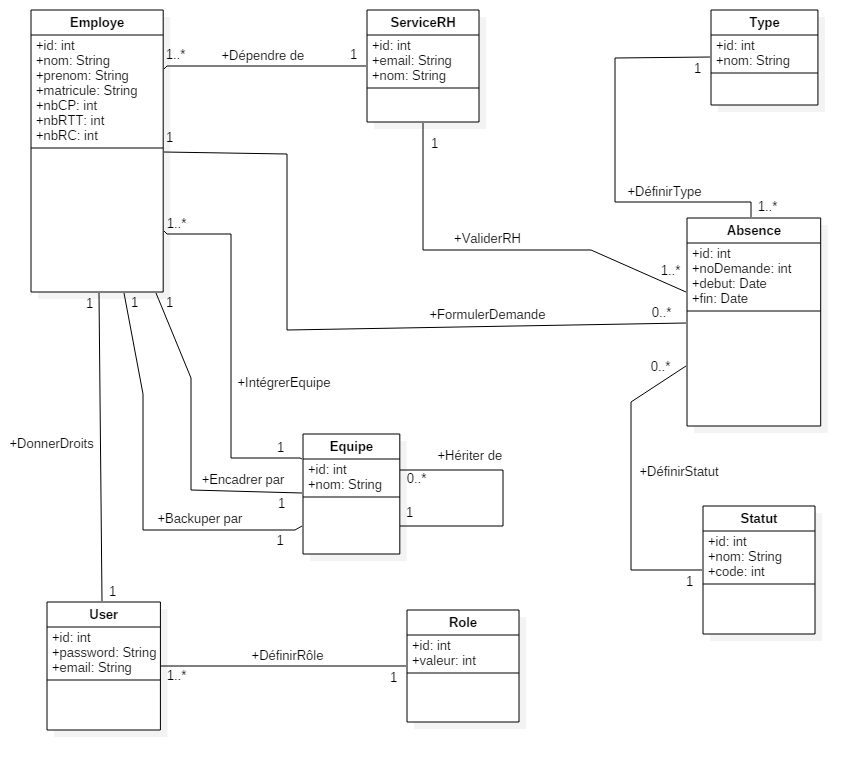 Employe
+id: int
+nom: String
+prenom: String
+matricule: String
+nbCP: int
+nbRTT: int
+nbRC: int
1..*
+Dépendre de
1
ServiceRH
+id: int
+email: String
+nom: String
Type
+id: int
+nom: String
1
1
1
+DéfinirType
1..*
1..*
+ValiderRH
1..*
Absence
+id: int
+noDemande: int
+debut: Date
+fin: Date
1
1
1
+FormulerDemande
0..*
0..*
+IntégrerEquipe
+DonnerDroits
1
Equipe
+id: int
+nom: String
+Hériter de
0..*
1
+Encadrer par
1
+Backuper par
1
+DéfinirStatut
Statut
+id: int
+nom: String
+code: int
1
1
User
+id: int
+password: String
+email: String
1..*
+DéfinirRôle
1
Role
+id: int
+valeur: int